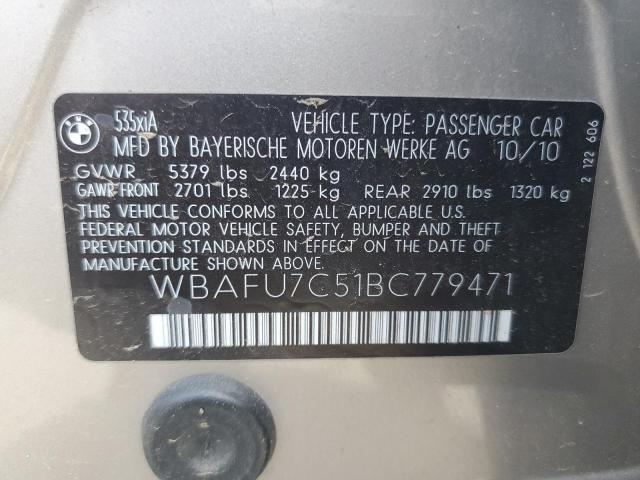 BMW
535xiA VEHICLE TYPE: PASSENGER CAR
MFD BY BAYERISCHE MOTOREN WERKE AG 10/10
GVWR 5379 lbs 2440 kg
GAWR FRONT 2701 lbs 1225 kg REAR 2910 lbs 1320 kg
THIS VEHICLE CONFORMS TO ALL APPLICABLE U.S.
FEDERAL MOTOR VEHICLE SAFETY, BUMPER AND THEFT
PREVENTION STANDARDS IN EFFECT ON THE DATE OF
MANUFACTURE SHOWN ABOVE.
WBAFU7C51BC779471
2 122 606